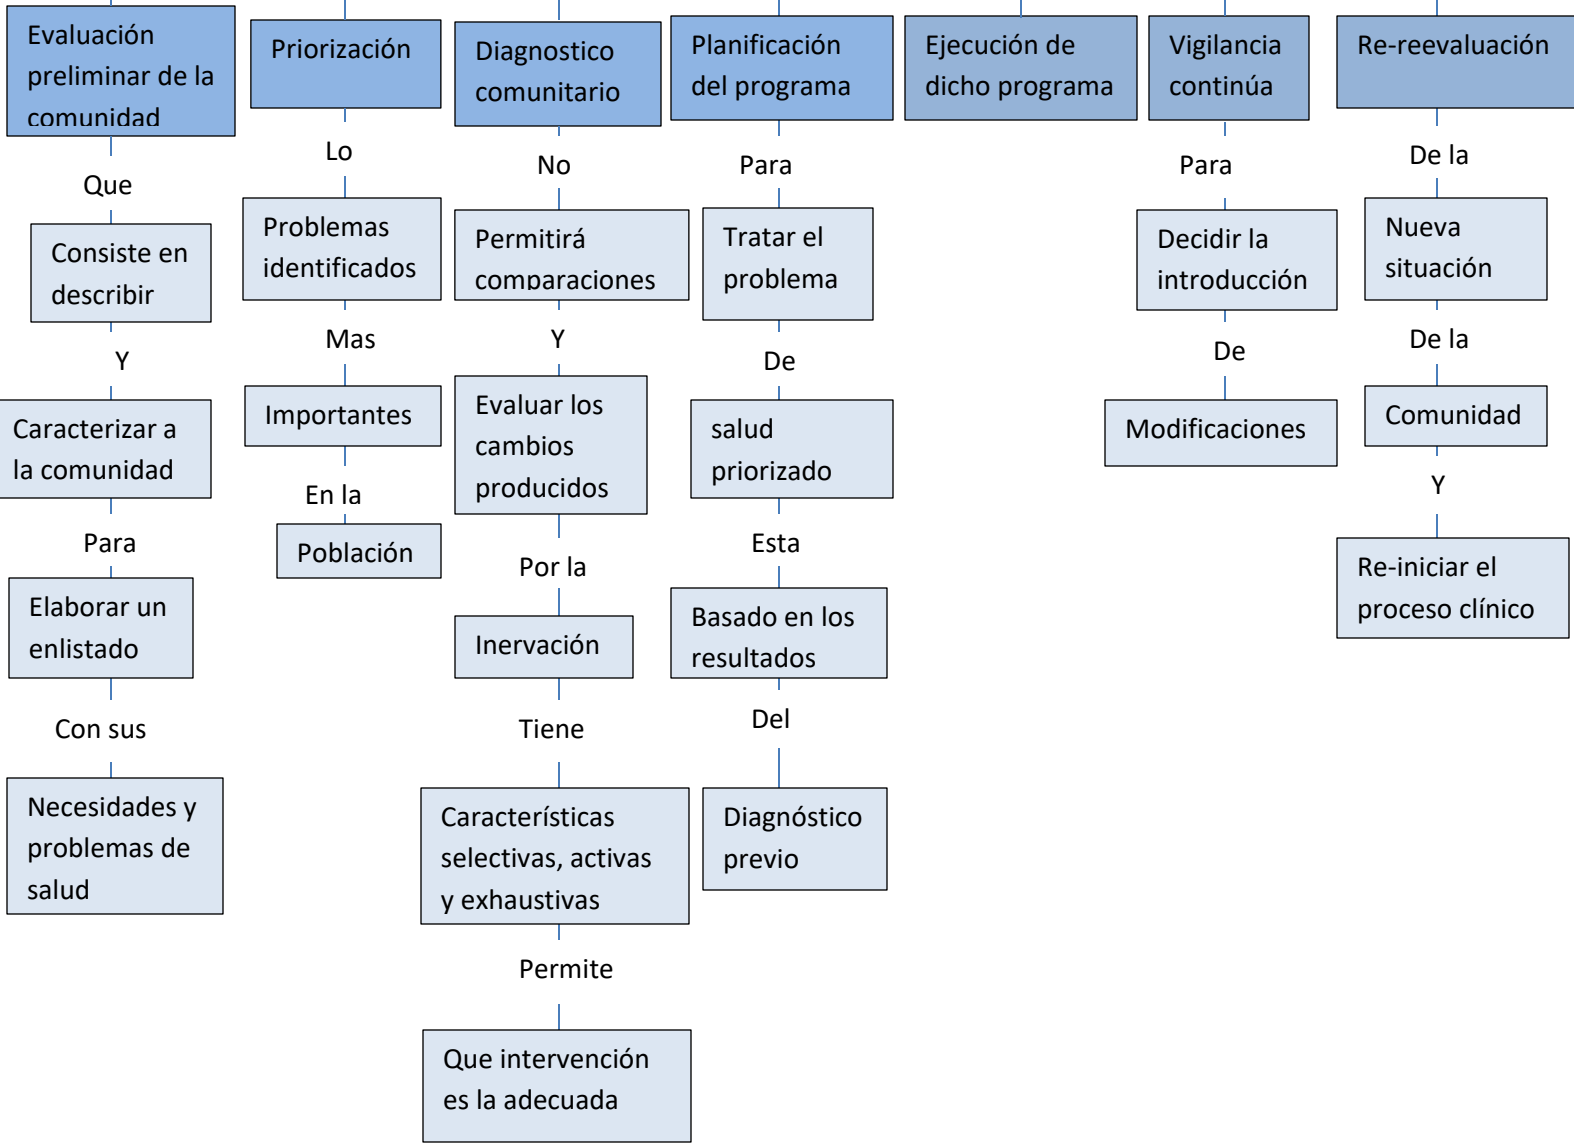 Evaluación
preliminar de la
comunidad
Que
Consiste en
describir
Y
Caracterizar a
la comunidad
Para
Elaborar un
enlistado
Con sus
Necesidades y
problemas de
salud
Priorización
Lo
Problemas
identificados
Mas
Importantes
En la
Población
Diagnostico
comunitario
No
Permitirá
comparaciones
Y
Evaluar los
cambios
producidos
Por la
Inervación
Tiene
Características
selectivas, activas
y exhaustivas
Permite
Que intervención
es la adecuada
Planificación
del programa
Para
Tratar el
problema
De
salud
priorizado
Esta
Basado en los
resultados
Del
Diagnóstico
previo
Ejecución de
dicho programa
Vigilancia
continúa
Para
Decidir la
introducción
De
Modificaciones
Re-reevaluación
De la
Nueva
situación
De la
Comunidad
Y
Re-iniciar el
proceso clínico